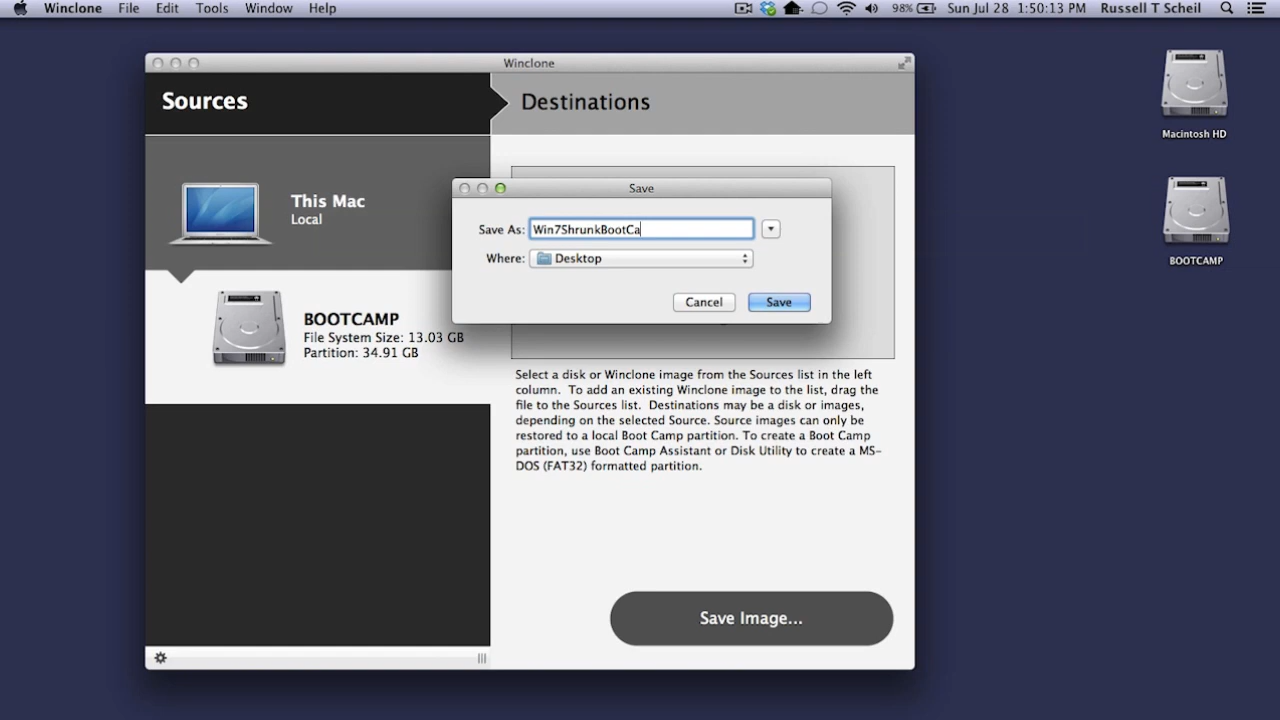 Winclone File Edit Tools Window Help 98% Sun Jul 28 1:50:13 PM Russell T Scheil
Winclone
Sources
Destinations
This Mac
Local
BOOTCAMP
File System Size: 13.03 GB
Partition: 34.91 GB
Save
Save As: Win7ShrunkBootCa
Where: Desktop
Cancel Save
Select a disk or Winclone image from the Sources list in the left
column. To add an existing Winclone image to the list, drag the
file to the Sources list. Destinations may be a disk or images,
depending on the selected Source. Source images can only be
restored to a local Boot Camp partition. To create a Boot Camp
partition, use Boot Camp Assistant or Disk Utility to create a MS-
DOS (FAT32) formatted partition.
Save Image...
Macintosh HD
BOOTCAMP